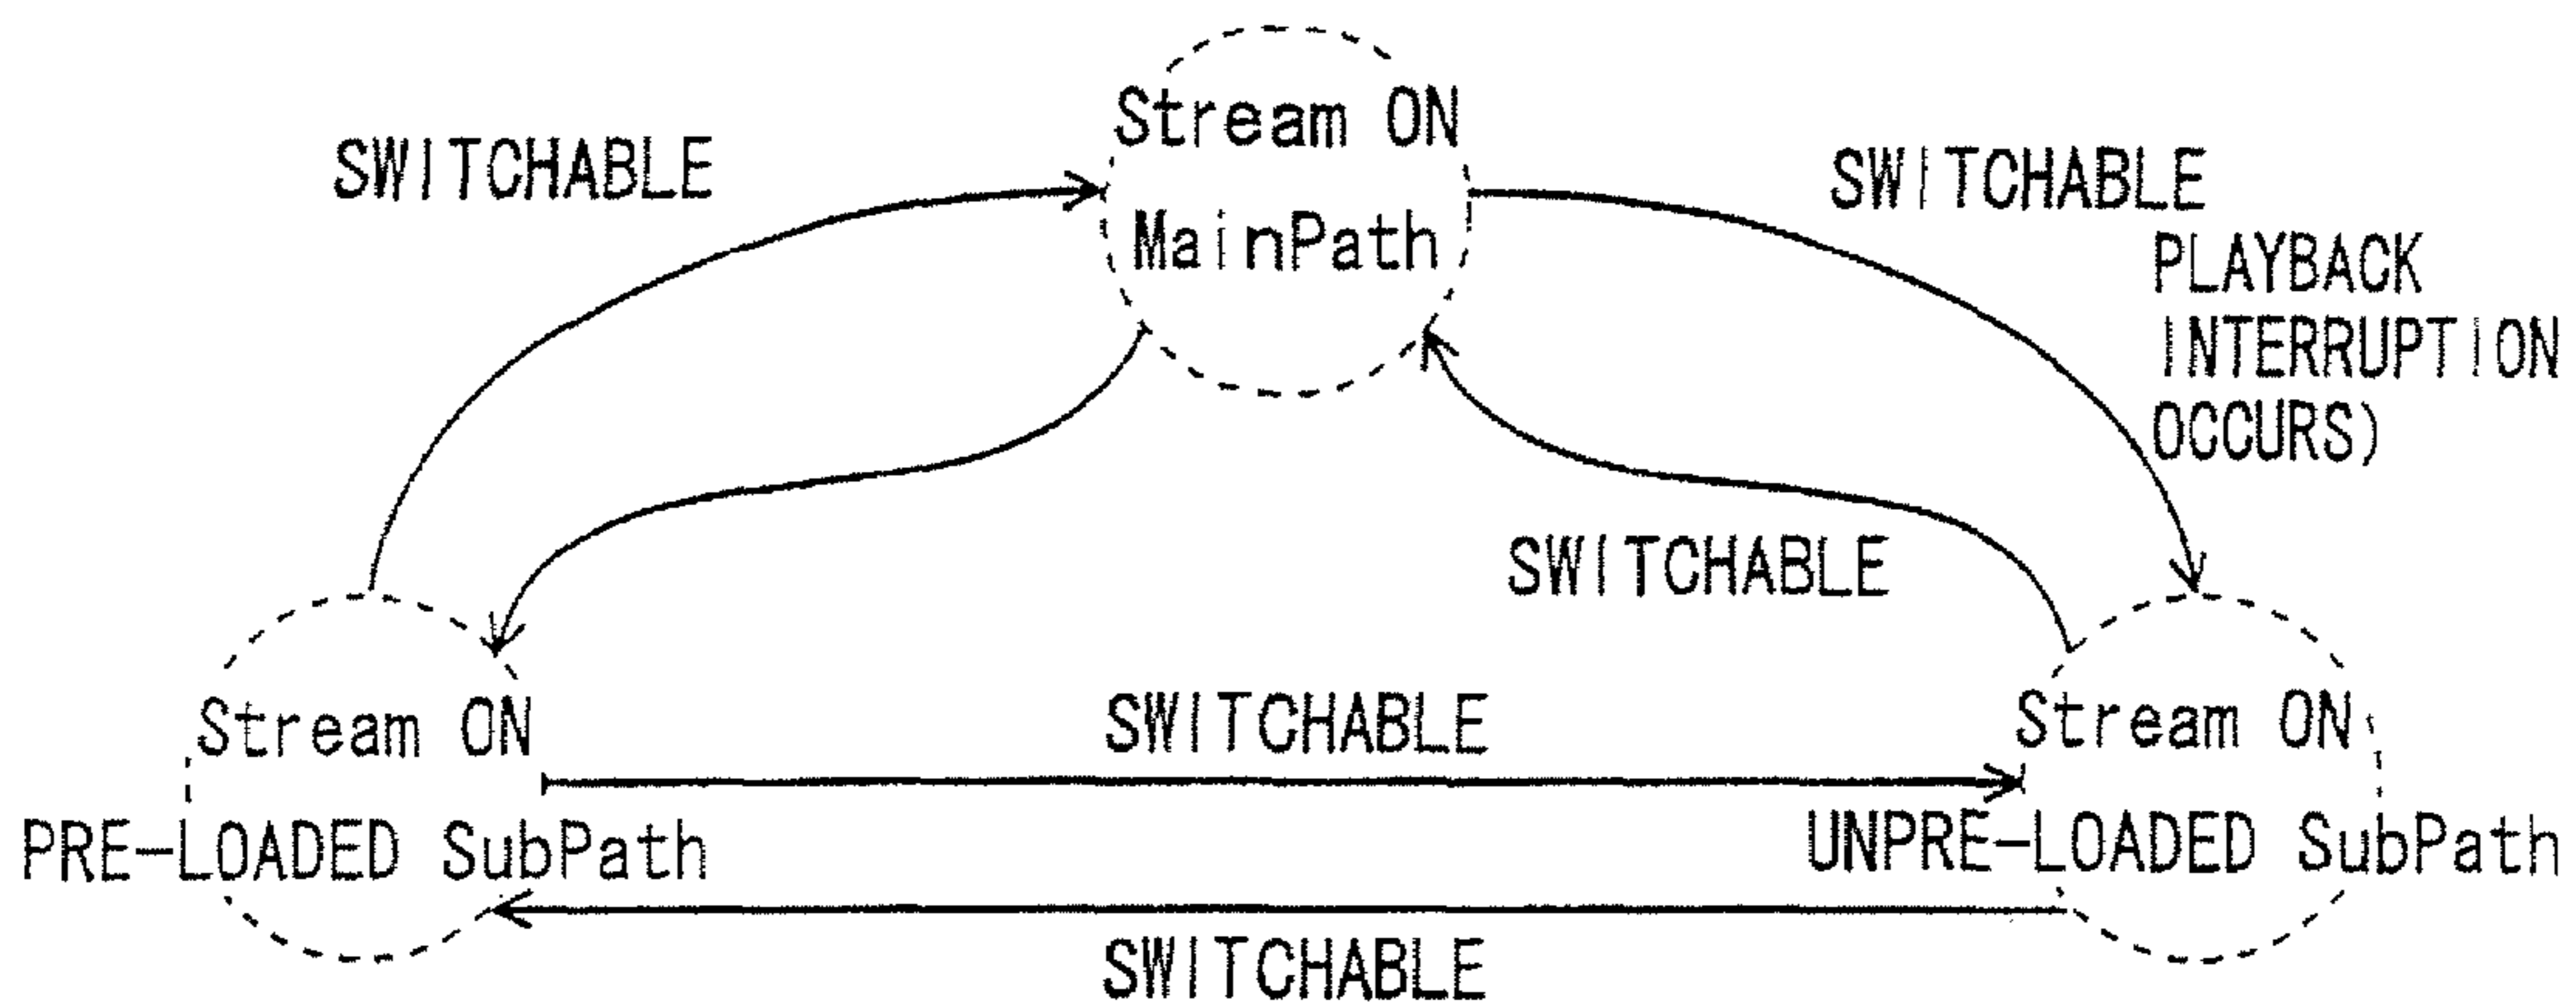 Stream ON
MainPath
SWITCHABLE
SWITCHABLE
PLAYBACK
INTERRUPTION
OCCURS)
SWITCHABLE
SWITCHABLE
Stream ON
PRE-LOADED SubPath
Stream ON
UNPRE-LOADED SubPath
SWITCHABLE